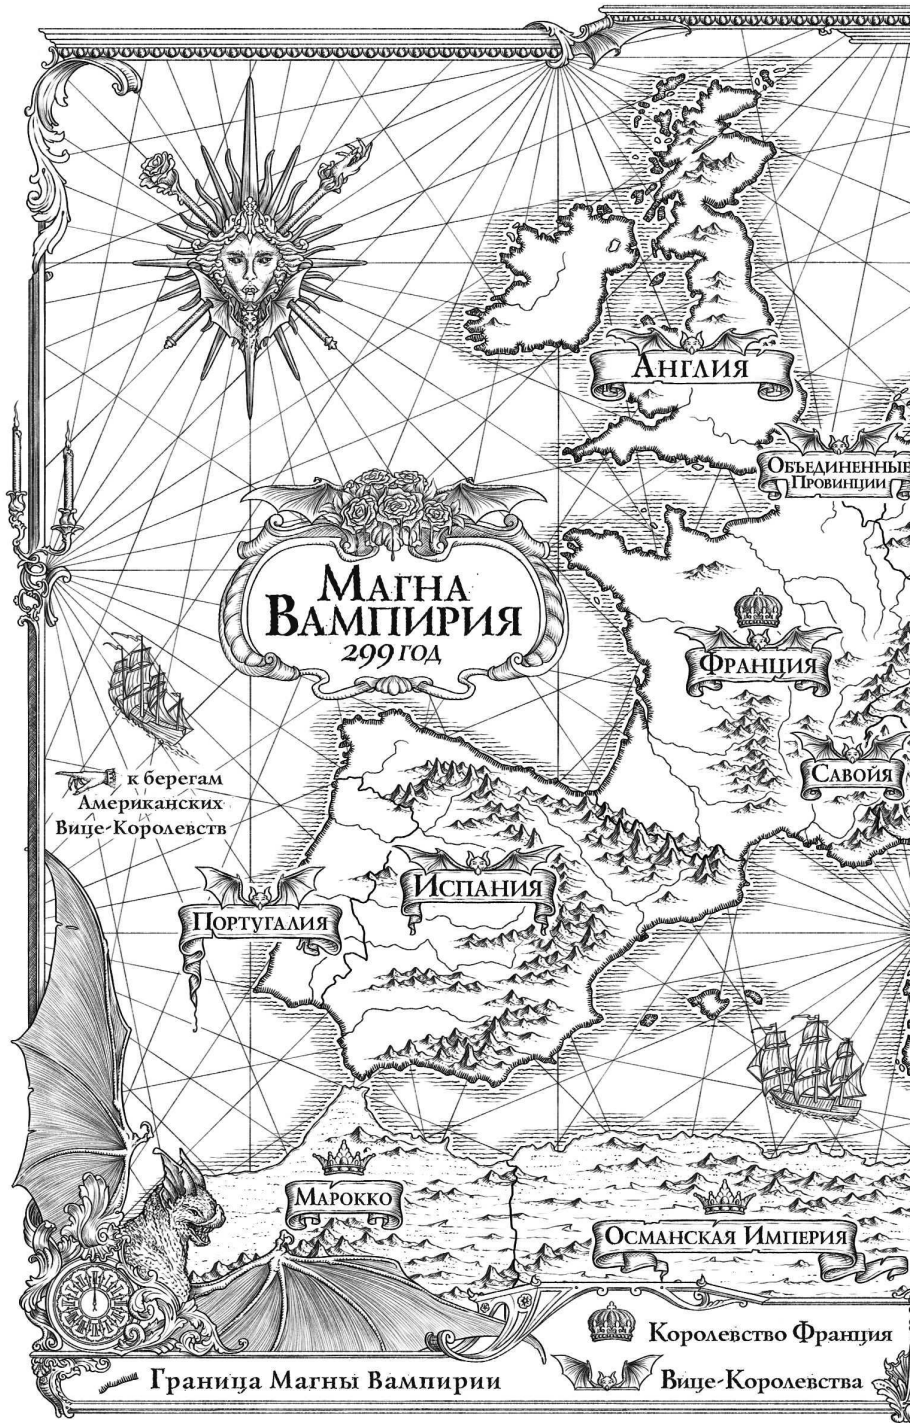 Англия
Объединенные
Провинции
Магна
Вампирия
299 год
Франция
Савойя
к берегам
Американских
Вице-Королевств
Испания
Португалия
Марокко
Османская Империя
Королевство Франция
Граница Магны Вампирии
Вице-Королевства